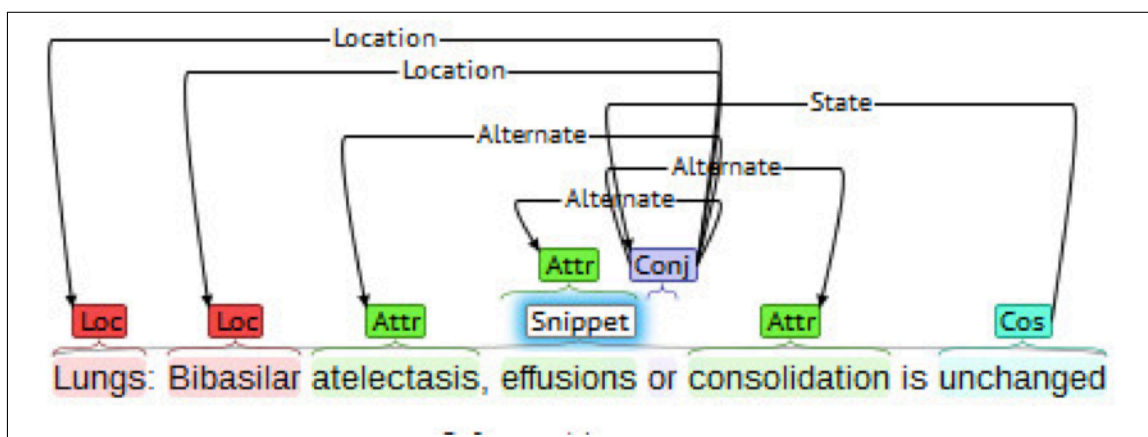 Location
Location
State
Alternate
Alternate
Alternate
Attr Conj
Loc Loc Attr Snippet Attr Cos
Lungs: Bibasilar atelectasis, effusions or consolidation is unchanged